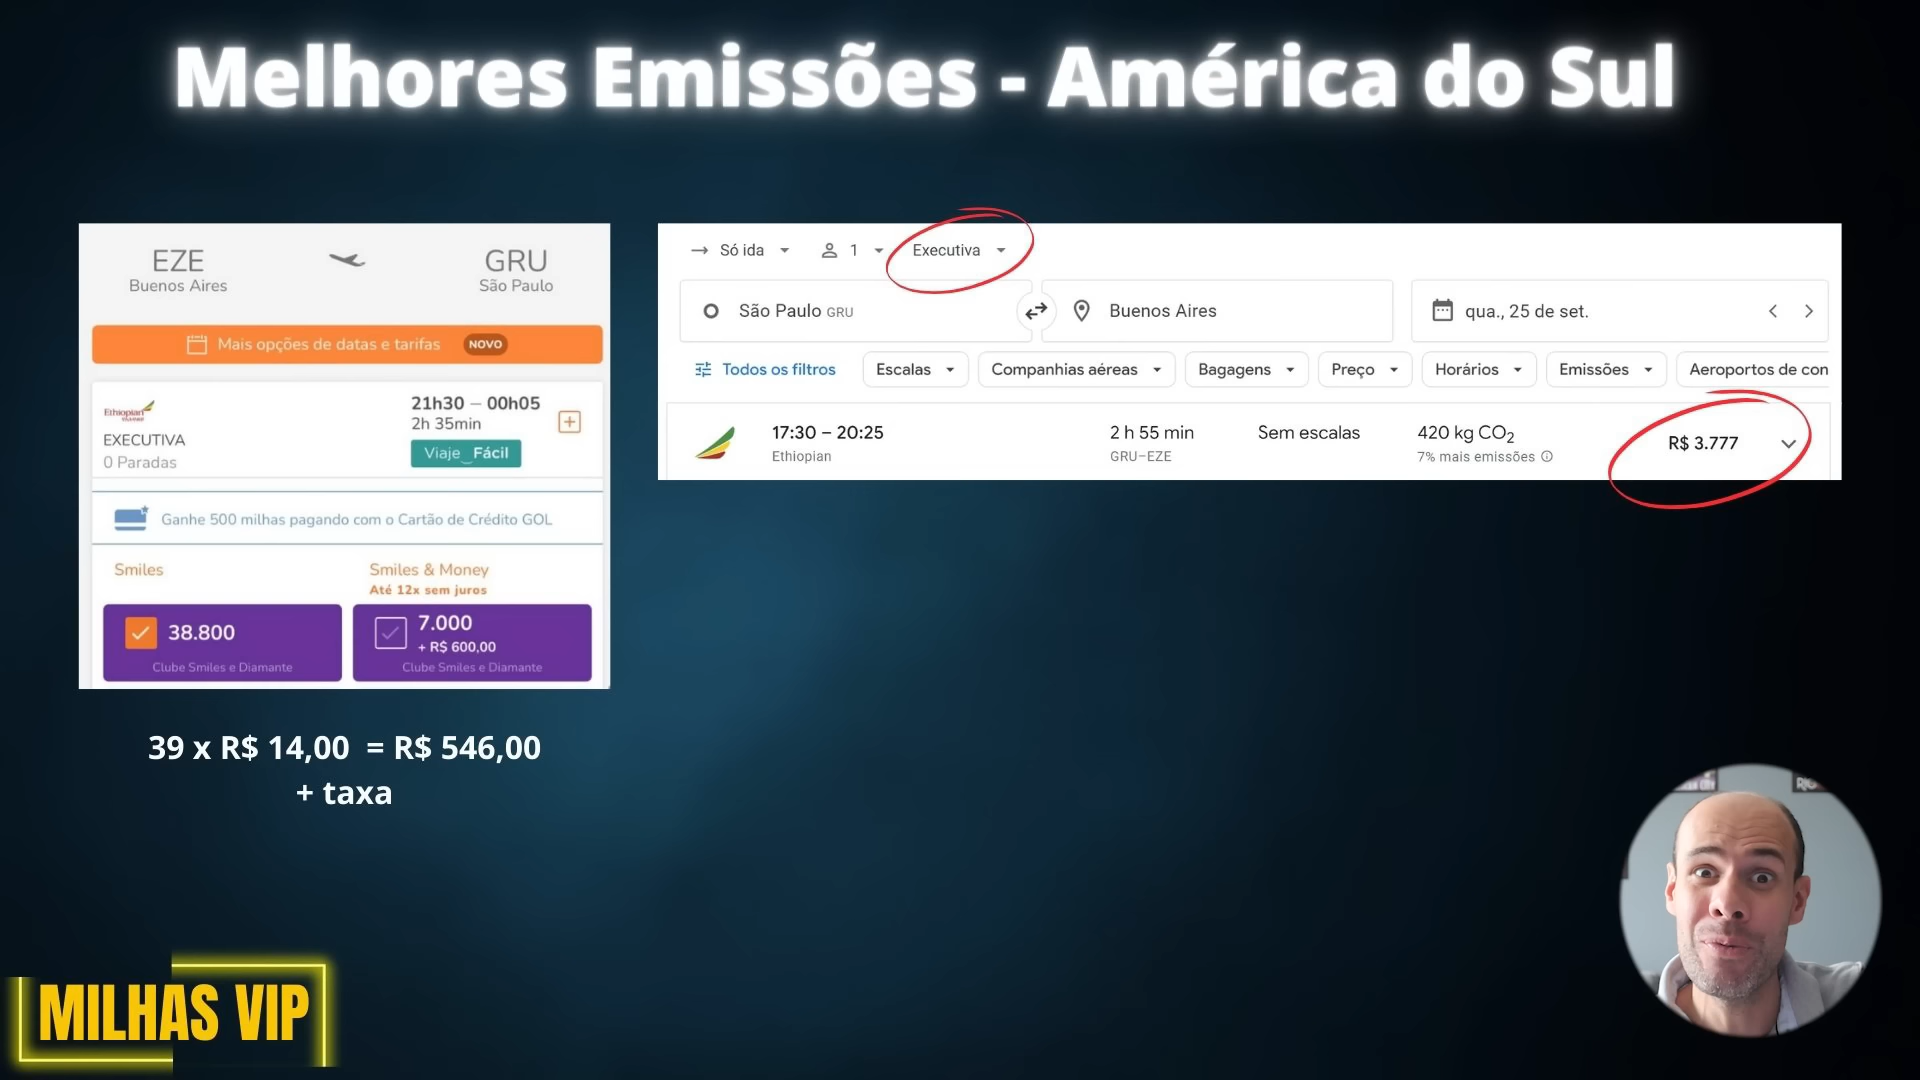 Melhores Emissões - América do Sul
EZE
Buenos Aires
GRU
São Paulo
Mais opções de datas e tarifas NOVO
Ethiopian
EXECUTIVA
0 Paradas
21h30 – 00h05
2h 35min
Viaje Fácil
Ganhe 500 milhas pagando com o Cartão de Crédito GOL
Smiles
Smiles & Money
Até 12x sem juros
38.800
Clube Smiles e Diamante
7.000
+ R$ 600,00
Clube Smiles e Diamante
39 x R$ 14,00 = R$ 546,00
+ taxa
Só ida 1 Executiva
São Paulo GRU
Buenos Aires
qua., 25 de set.
Todos os filtros Escalas Companhias aéreas Bagagens Preço Horários Emissões Aeroportos de con
17:30 – 20:25
Ethiopian
2 h 55 min
GRU–EZE
Sem escalas
420 kg CO2
7% mais emissões
R$ 3.777
MILHAS VIP